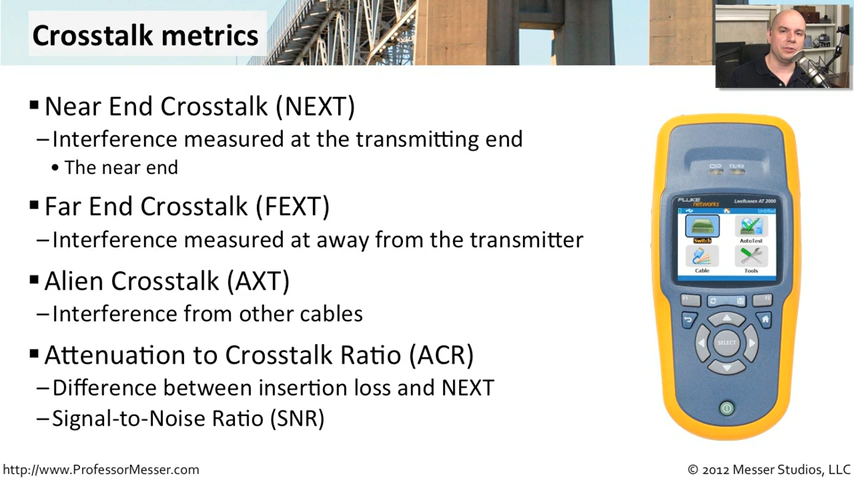 Crosstalk metrics
▪ Near End Crosstalk (NEXT)
–Interference measured at the transmitting end
• The near end
▪ Far End Crosstalk (FEXT)
–Interference measured at away from the transmitter
▪ Alien Crosstalk (AXT)
–Interference from other cables
▪ Attenuation to Crosstalk Ratio (ACR)
–Difference between insertion loss and NEXT
–Signal-to-Noise Ratio (SNR)
FLUKE
networks
LinkRunner AT 2000
Switch
AutoTest
Cable
Tools
SELECT
http://www.ProfessorMesser.com
© 2012 Messer Studios, LLC